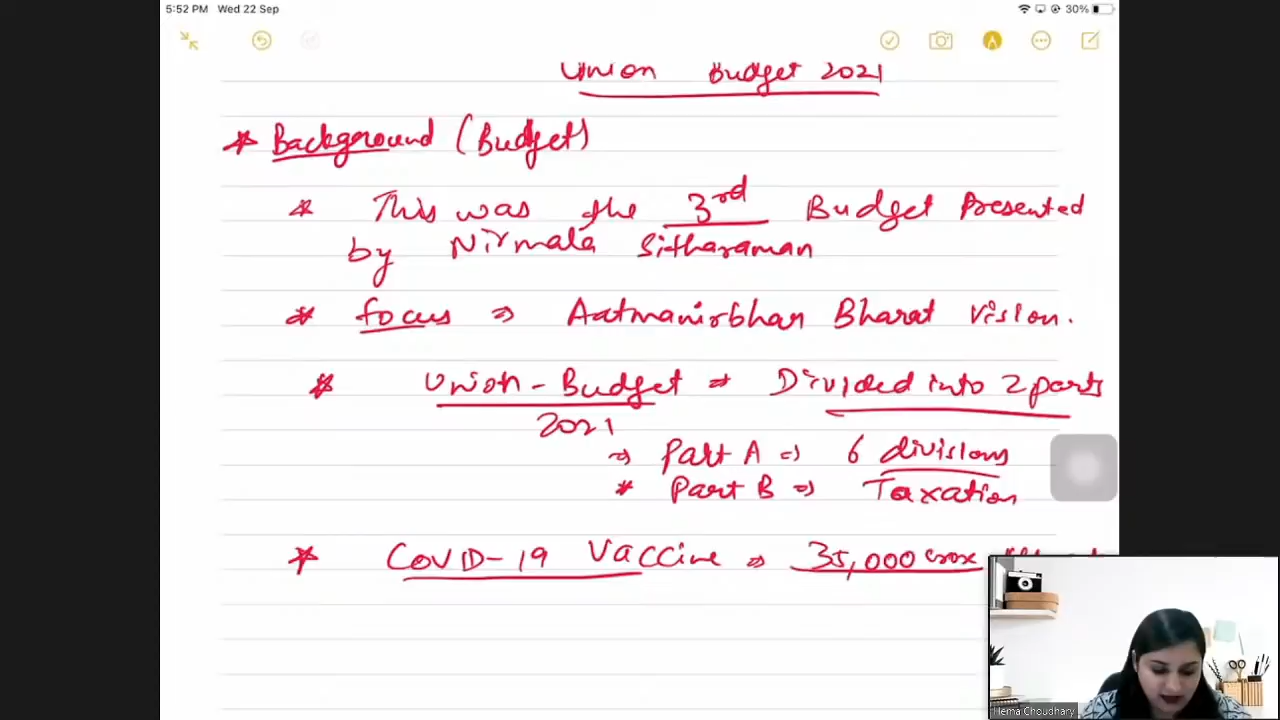 5:52 PM Wed 22 Sep 30%
Union Budget 2021
* Background (Budget)
* This was the 3rd Budget Presented
by Nirmala Sitharaman
* focus ⇒ Aatmanirbhar Bharat Vision.
* Union-Budget ⇒ Divided into 2 parts
2021
⇒ Part A ⇒ 6 divisions
* Part B ⇒ Taxation
* COVID-19 Vaccine ⇒ 35,000 crore
Hema Choudhary